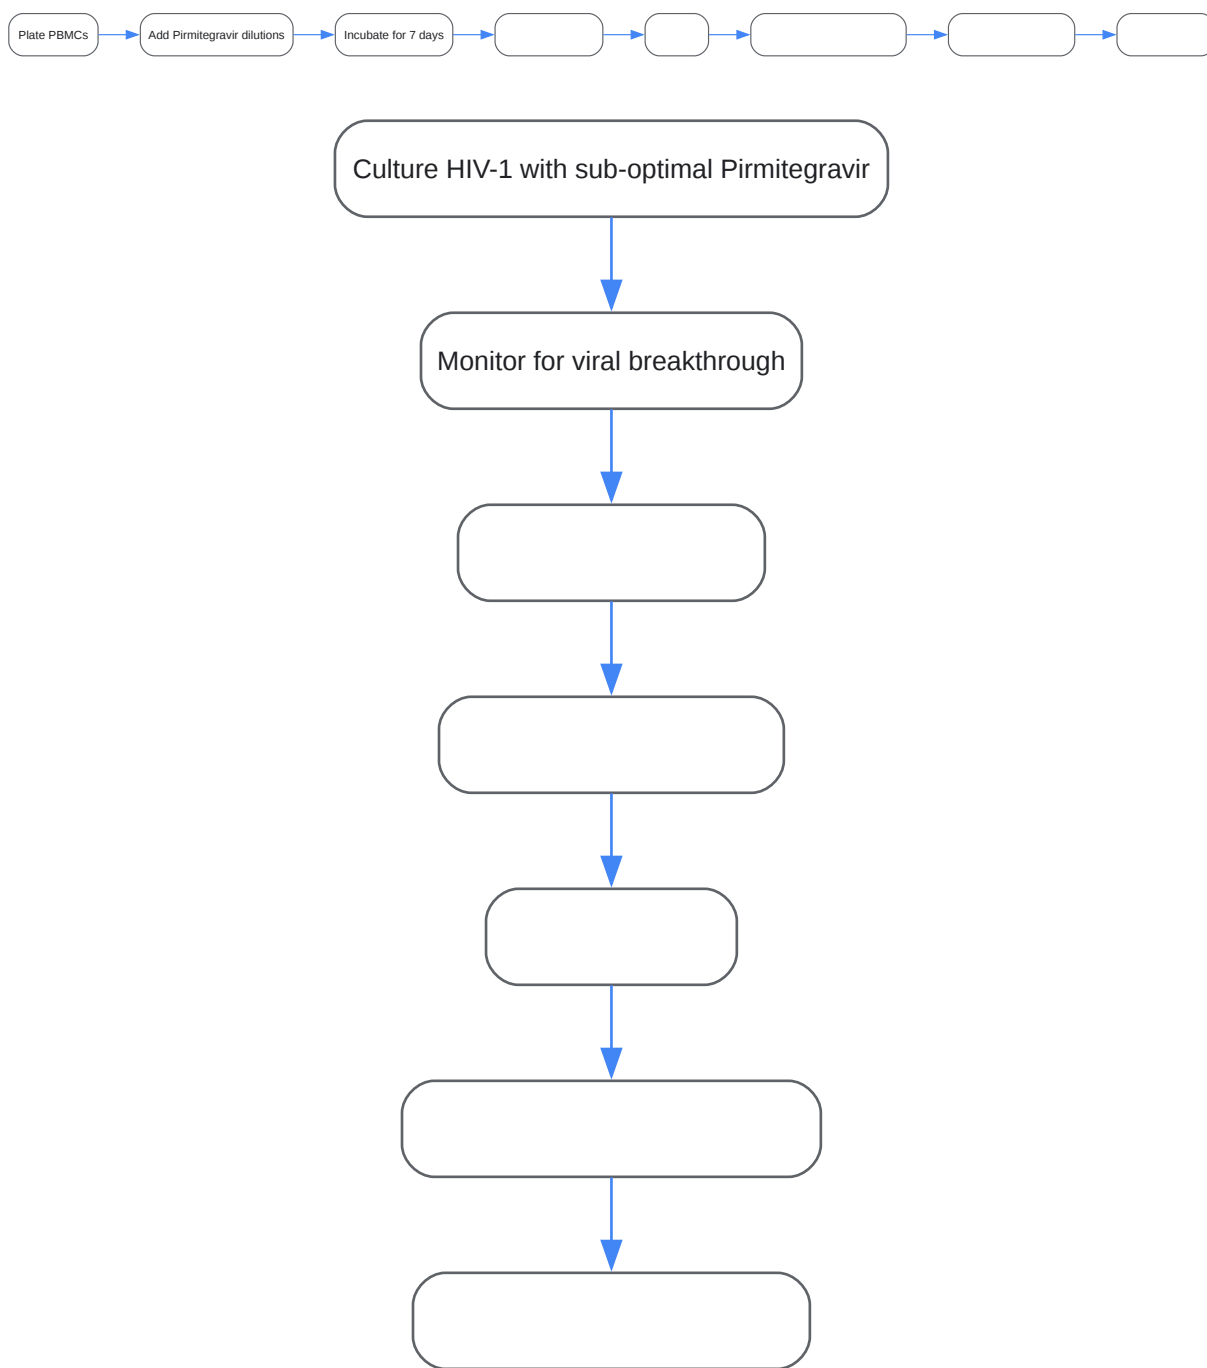 Plate PBMCs
Add Pirmitegravir dilutions
Incubate for 7 days
Culture HIV-1 with sub-optimal Pirmitegravir
Monitor for viral breakthrough